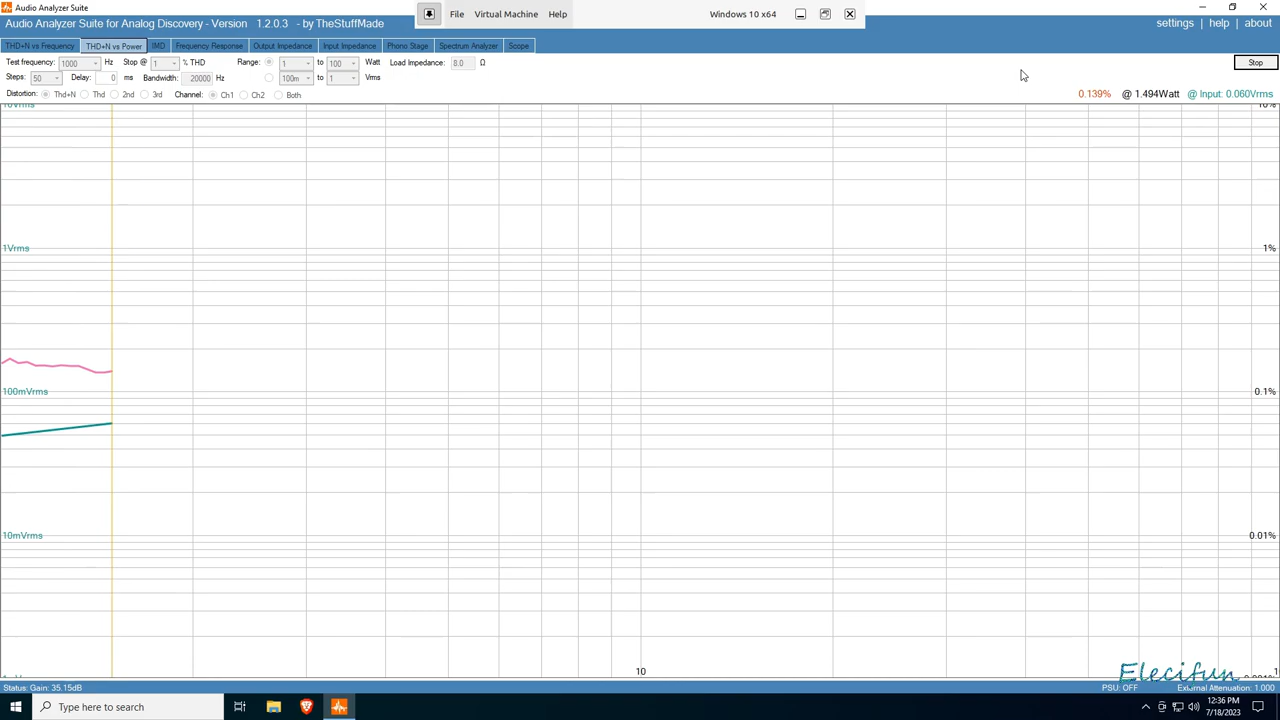 Audio Analyzer Suite
File Virtual Machine Help Windows 10 x64
Audio Analyzer Suite for Analog Discovery - Version 1.2.0.3 - by TheStuffMade
settings | help | about
THD+N vs Frequency THD+N vs Power IMD Frequency Response Output Impedance Input Impedance Phono Stage Spectrum Analyzer Scope
Test frequency: 1000 Hz Stop @ 1 % THD Range: 1 to 100 Watt Load Impedance: 8.0 Ω Stop
Steps: 50 Delay: 0 ms Bandwidth: 20000 Hz 100m to 1 Vrms
Distortion: Thd+N Thd 2nd 3rd Channel: Ch1 Ch2 Both 0.139% @ 1.494Watt @ Input: 0.060Vrms
10Vrms 10%
1Vrms 1%
100mVrms 0.1%
10mVrms 0.01%
10
Elecifun
Status: Gain: 35.15dB PSU: OFF External Attenuation: 1.000
Type here to search
12:36 PM
7/18/2023